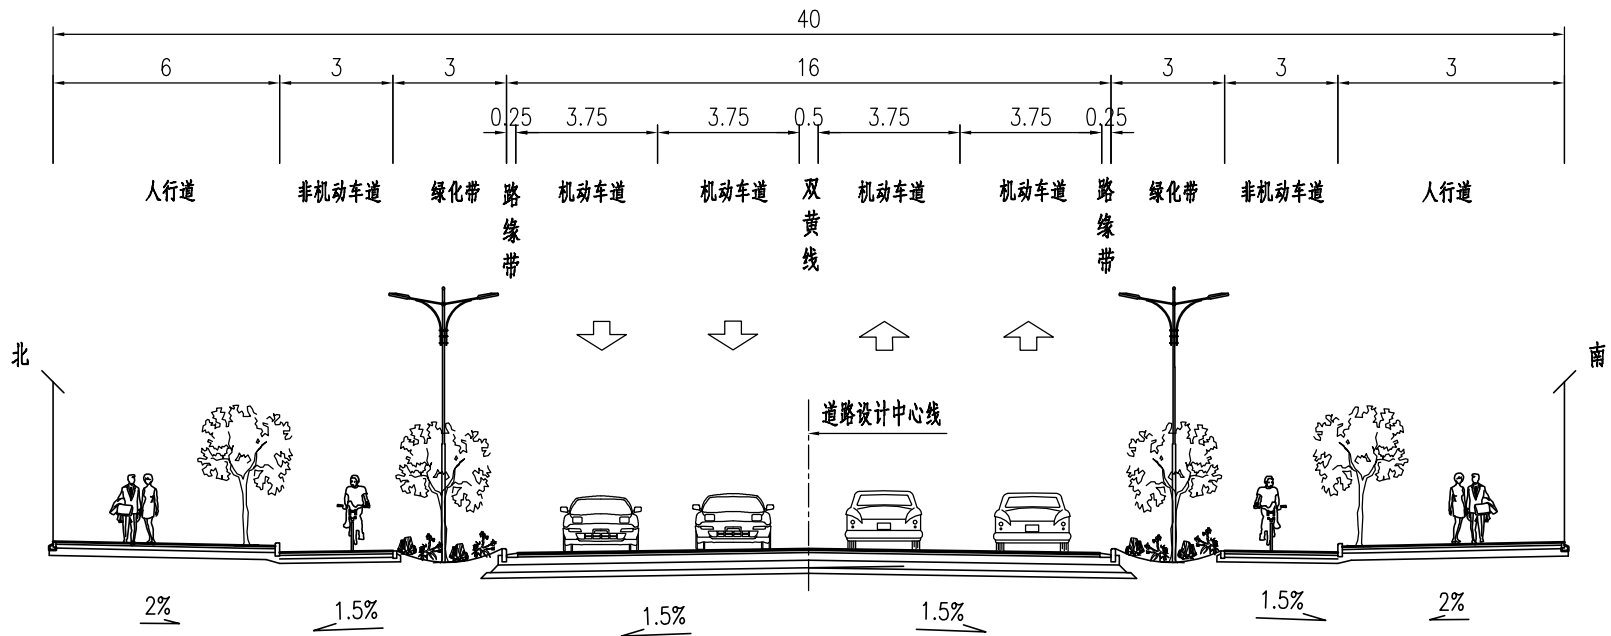 40
6 3 3 16 3 3 3
0.25 3.75 3.75 0.5 3.75 3.75 0.25
人行道 非机动车道 绿化带 路缘带 机动车道 机动车道 双黄线 机动车道 机动车道 路缘带 绿化带 非机动车道 人行道
北 南
道路设计中心线
2% 1.5% 1.5% 1.5% 1.5% 2%